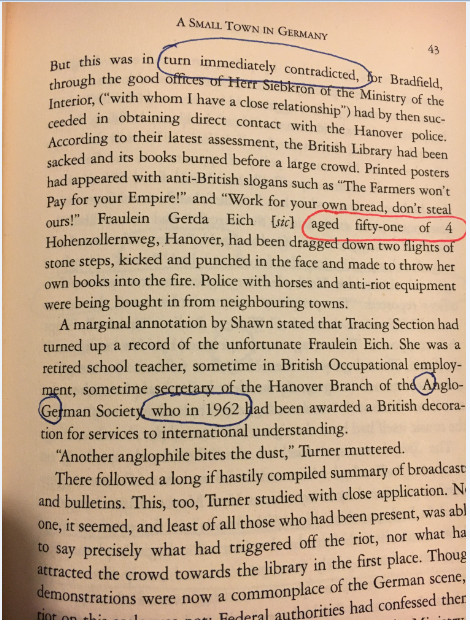 A SMALL TOWN IN GERMANY
43
But this was in turn immediately contradicted, for Bradfield,
through the good offices of Herr Siebkron of the Ministry of the
Interior, ("with whom I have a close relationship") had by then suc-
ceeded in obtaining direct contact with the Hanover police.
According to their latest assessment, the British Library had been
sacked and its books burned before a large crowd. Printed posters
had appeared with anti-British slogans such as "The Farmers won't
Pay for your Empire!" and "Work for your own bread, don't steal
ours!" Fraulein Gerda Eich [sic] aged fifty-one of 4
Hohenzollernweg, Hanover, had been dragged down two flights of
stone steps, kicked and punched in the face and made to throw her
own books into the fire. Police with horses and anti-riot equipment
were being bought in from neighbouring towns.
A marginal annotation by Shawn stated that Tracing Section had
turned up a record of the unfortunate Fraulein Eich. She was a
retired school teacher, sometime in British Occupational employ-
ment, sometime secretary of the Hanover Branch of the Anglo-
German Society, who in 1962 had been awarded a British decora-
tion for services to international understanding.
"Another anglophile bites the dust," Turner muttered.
There followed a long if hastily compiled summary of broadcast
and bulletins. This, too, Turner studied with close application. N
one, it seemed, and least of all those who had been present, was abl
to say precisely what had triggered off the riot, nor what ha
attracted the crowd towards the library in the first place. Thoug
demonstrations were now a commonplace of the German scene,
Federal authorities had confessed ther